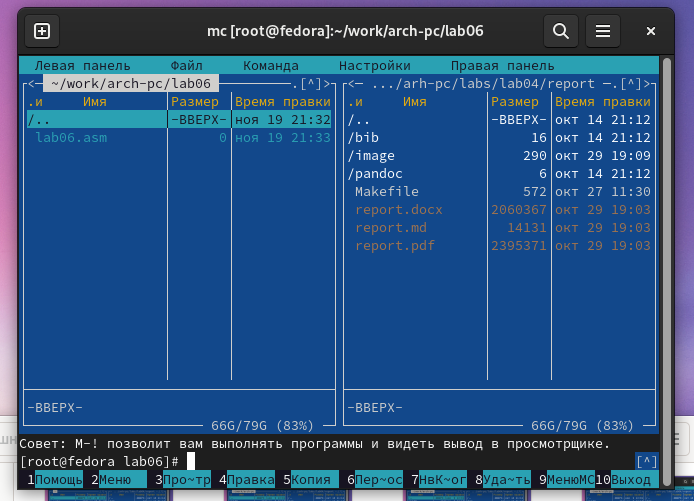 mc [root@fedora]:~/work/arch-pc/lab06
Левая панель Файл Команда Настройки Правая панель
<— ~/work/arch-pc/lab06 .[^]> <— .../arh-pc/labs/lab04/report —.[^]>
.и Имя Размер Время правки .и Имя Размер Время правки
/.. -ВВЕРХ- ноя 19 21:32 /.. -ВВЕРХ- окт 14 21:12
lab06.asm 0 ноя 19 21:33 /bib 16 окт 14 21:12
/image 290 окт 29 19:09
/pandoc 6 окт 14 21:12
Makefile 572 окт 27 11:30
report.docx 2060367 окт 29 19:03
report.md 14131 окт 29 19:03
report.pdf 2395371 окт 29 19:03
-ВВЕРХ- -ВВЕРХ-
66G/79G (83%) 66G/79G (83%)
Совет: M-! позволит вам выполнять программы и видеть вывод в просмотрщике.
[root@fedora lab06]# [^]
1Помощь 2Меню 3Про~тр 4Правка 5Копия 6Пер~ос 7НвК~ог 8Уда~ть 9МенюMC 10Выход